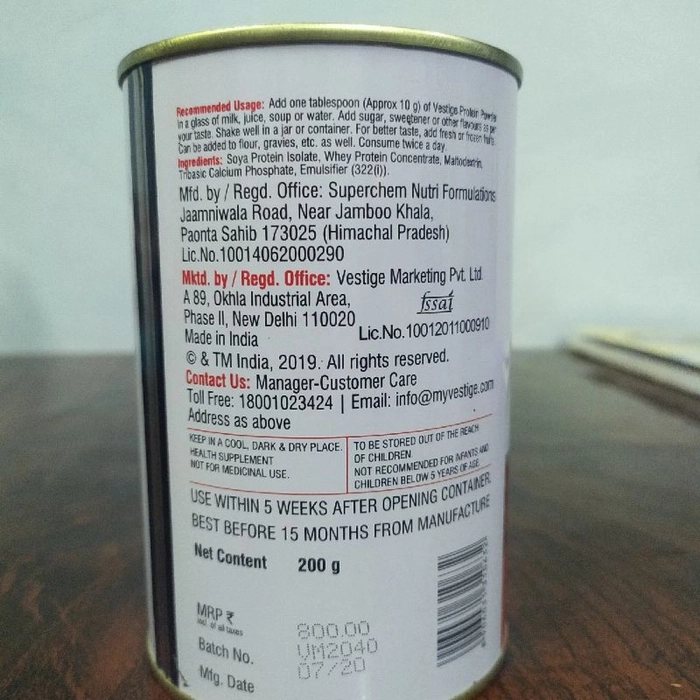 Recommended Usage: Add one tablespoon (Approx 10 g) of Vestige Protein Powder
in a glass of milk, juice, soup or water. Add sugar, sweetener or other flavours as per
your taste. Shake well in a jar or container. For better taste, add fresh or frozen fruits.
Can be added to flour, gravies, etc. as well. Consume twice a day.
Ingredients: Soya Protein Isolate, Whey Protein Concentrate, Maltodextrin,
Tribasic Calcium Phosphate, Emulsifier (322(i)).
Mfd. by / Regd. Office: Superchem Nutri Formulations
Jaamniwala Road, Near Jamboo Khala,
Paonta Sahib 173025 (Himachal Pradesh)
Lic.No.10014062000290
Mktd. by / Regd. Office: Vestige Marketing Pvt. Ltd.
A 89, Okhla Industrial Area,
Phase II, New Delhi 110020
fssai
Made in India
Lic.No.10012011000910
© & TM India, 2019. All rights reserved.
Contact Us: Manager-Customer Care
Toll Free: 18001023424 | Email: info@myvestige.com
Address as above
KEEP IN A COOL, DARK & DRY PLACE.
HEALTH SUPPLEMENT
NOT FOR MEDICINAL USE.
TO BE STORED OUT OF THE REACH
OF CHILDREN.
NOT RECOMMENDED FOR INFANTS AND
CHILDREN BELOW 5 YEARS OF AGE.
USE WITHIN 5 WEEKS AFTER OPENING CONTAINER.
BEST BEFORE 15 MONTHS FROM MANUFACTURE
Net Content 200 g
MRP ₹ 800.00
incl. of all taxes
Batch No. VM2040
Mfg. Date 07/20